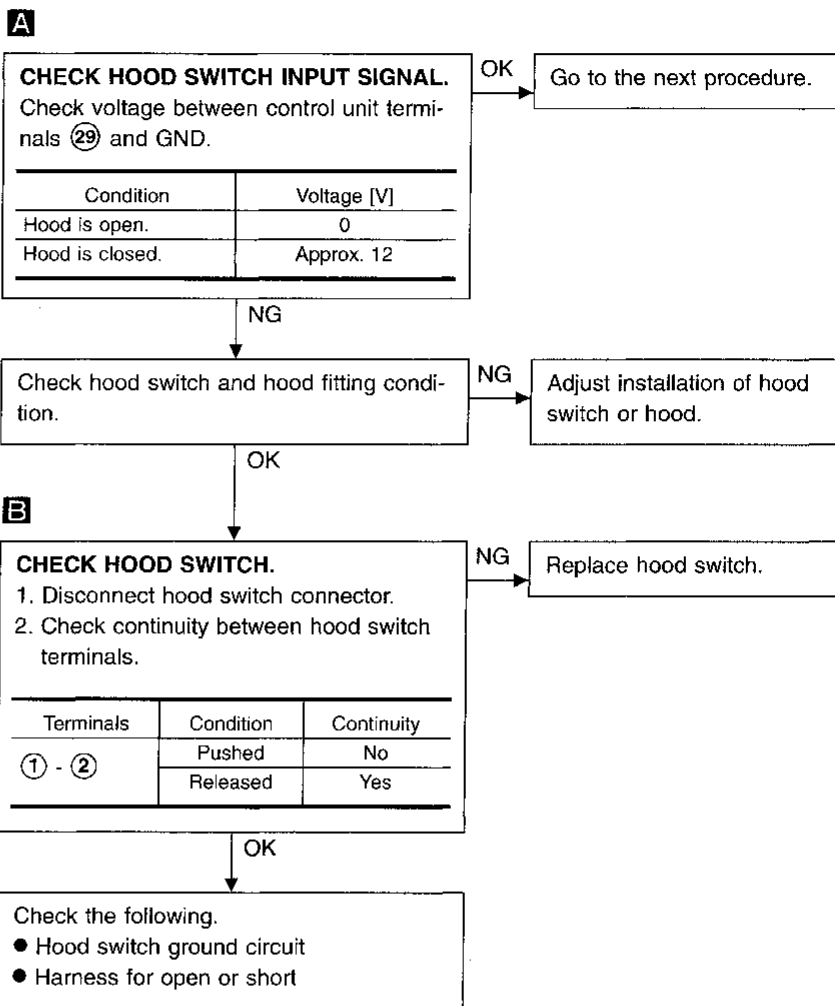 A
CHECK HOOD SWITCH INPUT SIGNAL.
Check voltage between control unit termi-
nals 29 and GND.
Condition Voltage [V]
Hood is open. 0
Hood is closed. Approx. 12
OK
Go to the next procedure.
NG
Check hood switch and hood fitting condi-
tion.
NG
Adjust installation of hood
switch or hood.
OK
B
CHECK HOOD SWITCH.
1. Disconnect hood switch connector.
2. Check continuity between hood switch
terminals.
Terminals Condition Continuity
① - ② Pushed No
Released Yes
NG
Replace hood switch.
OK
Check the following.
● Hood switch ground circuit
● Harness for open or short